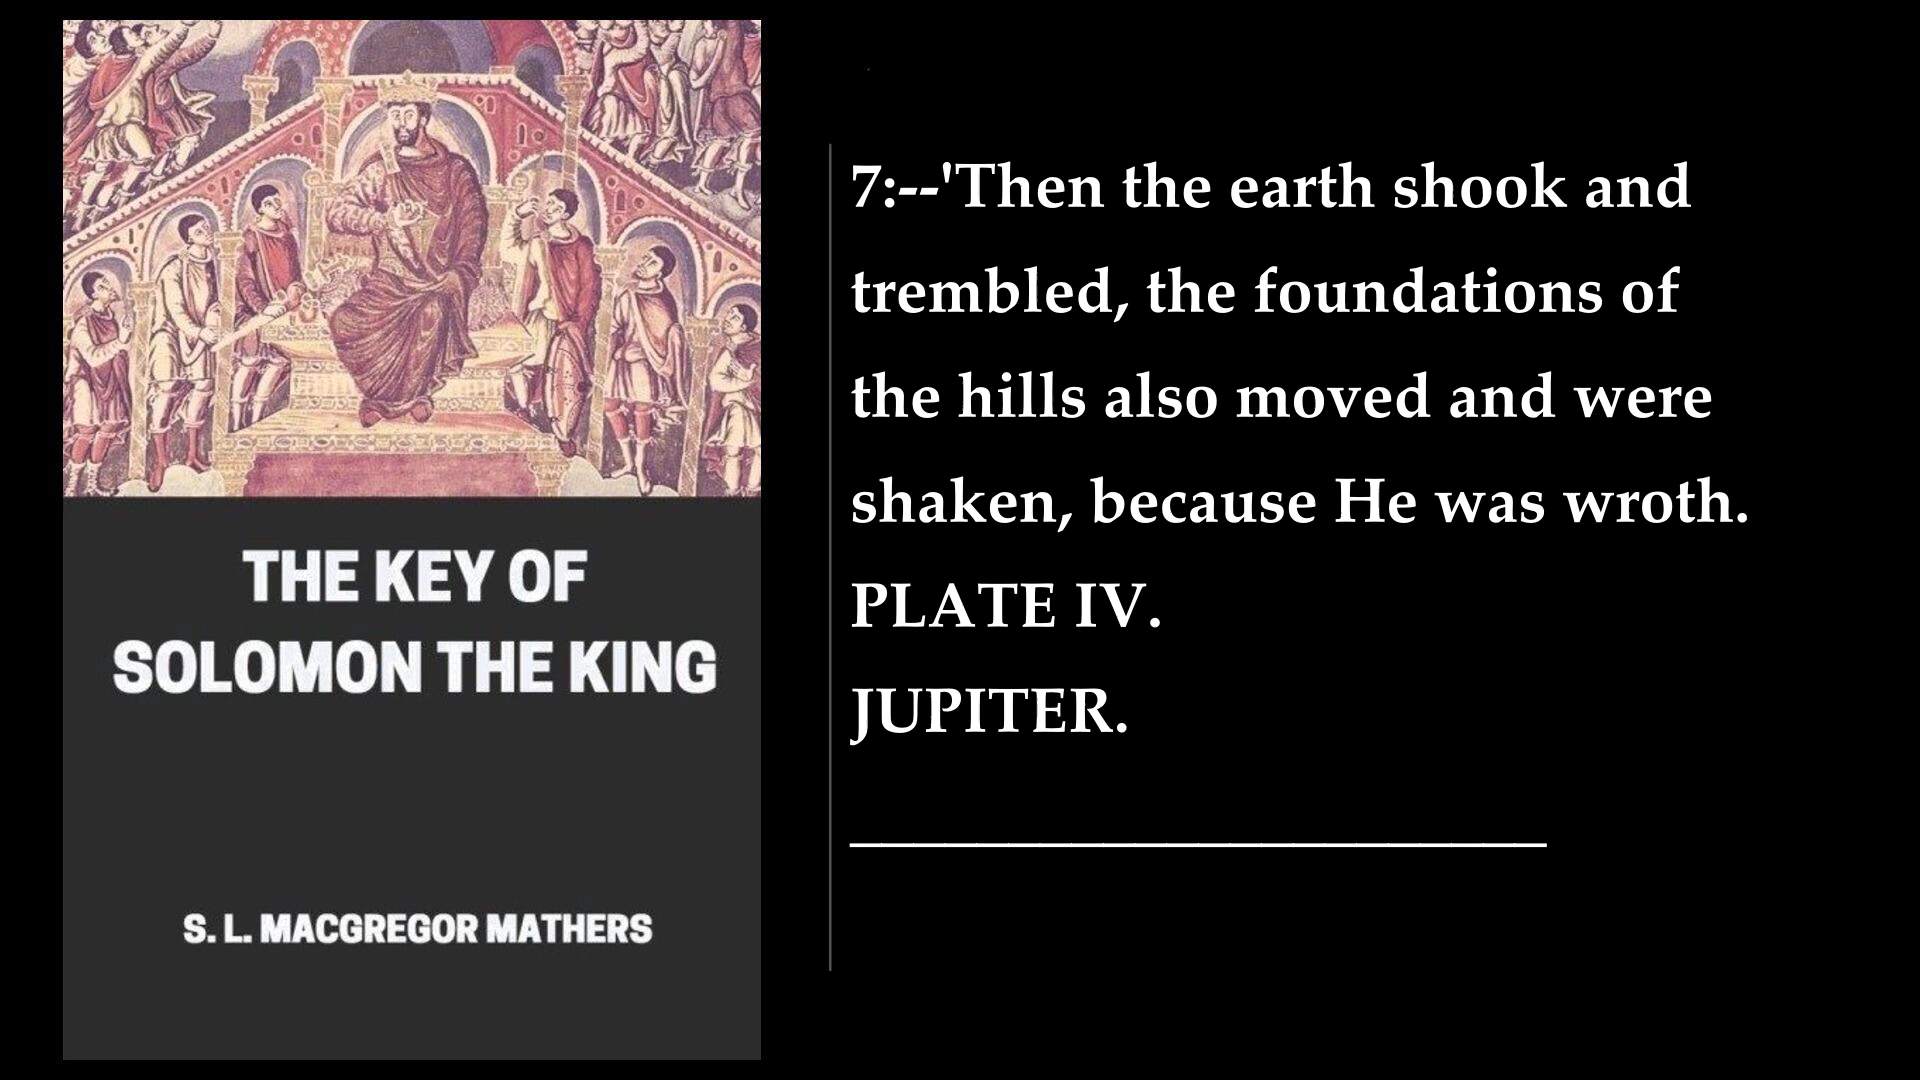 THE KEY OF
SOLOMON THE KING
S. L. MACGREGOR MATHERS
7:--'Then the earth shook and
trembled, the foundations of
the hills also moved and were
shaken, because He was wroth.
PLATE IV.
JUPITER.